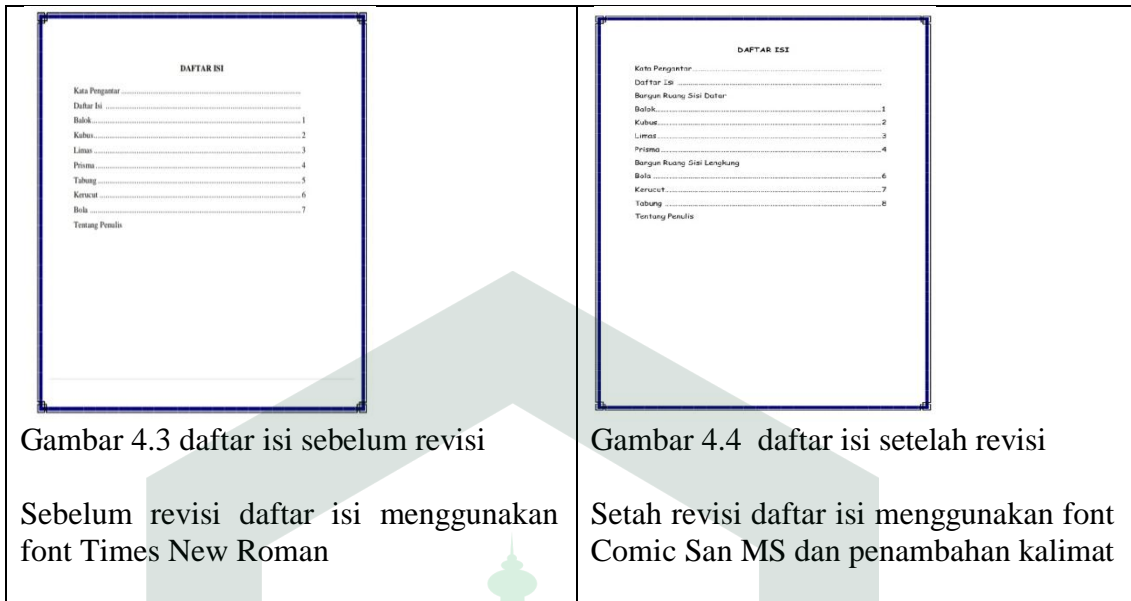 DAFTAR ISI
Kata Pengantar
Daftar Isi
Balok 1
Kubus 2
Limas 3
Prisma 4
Tabung 5
Kerucut 6
Bola 7
Tentang Penulis
Gambar 4.3 daftar isi sebelum revisi
Sebelum revisi daftar isi menggunakan
font Times New Roman
DAFTAR ISI
Kata Pengantar
Daftar Isi
Bangun Ruang Sisi Datar
Balok 1
Kubus 2
Limas 3
Prisma 4
Bangun Ruang Sisi Lengkung
Bola 6
Kerucut 7
Tabung 8
Tentang Penulis
Gambar 4.4 daftar isi setelah revisi
Setah revisi daftar isi menggunakan font
Comic San MS dan penambahan kalimat